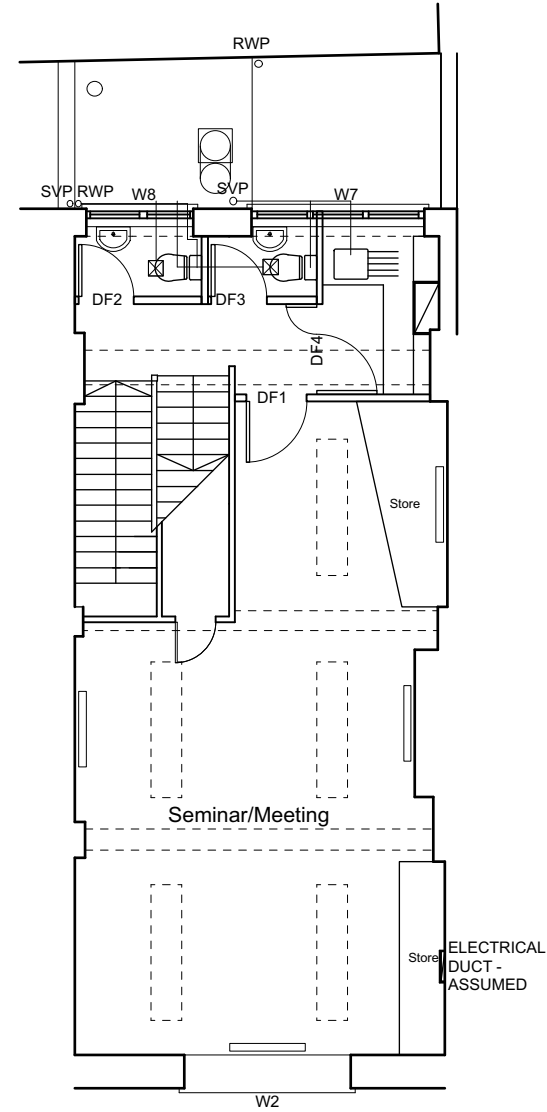 RWP
SVP RWP
W8
SVP
W7
DF2
DF3
DF4
DF1
Store
Seminar/Meeting
Store
ELECTRICAL
DUCT -
ASSUMED
W2